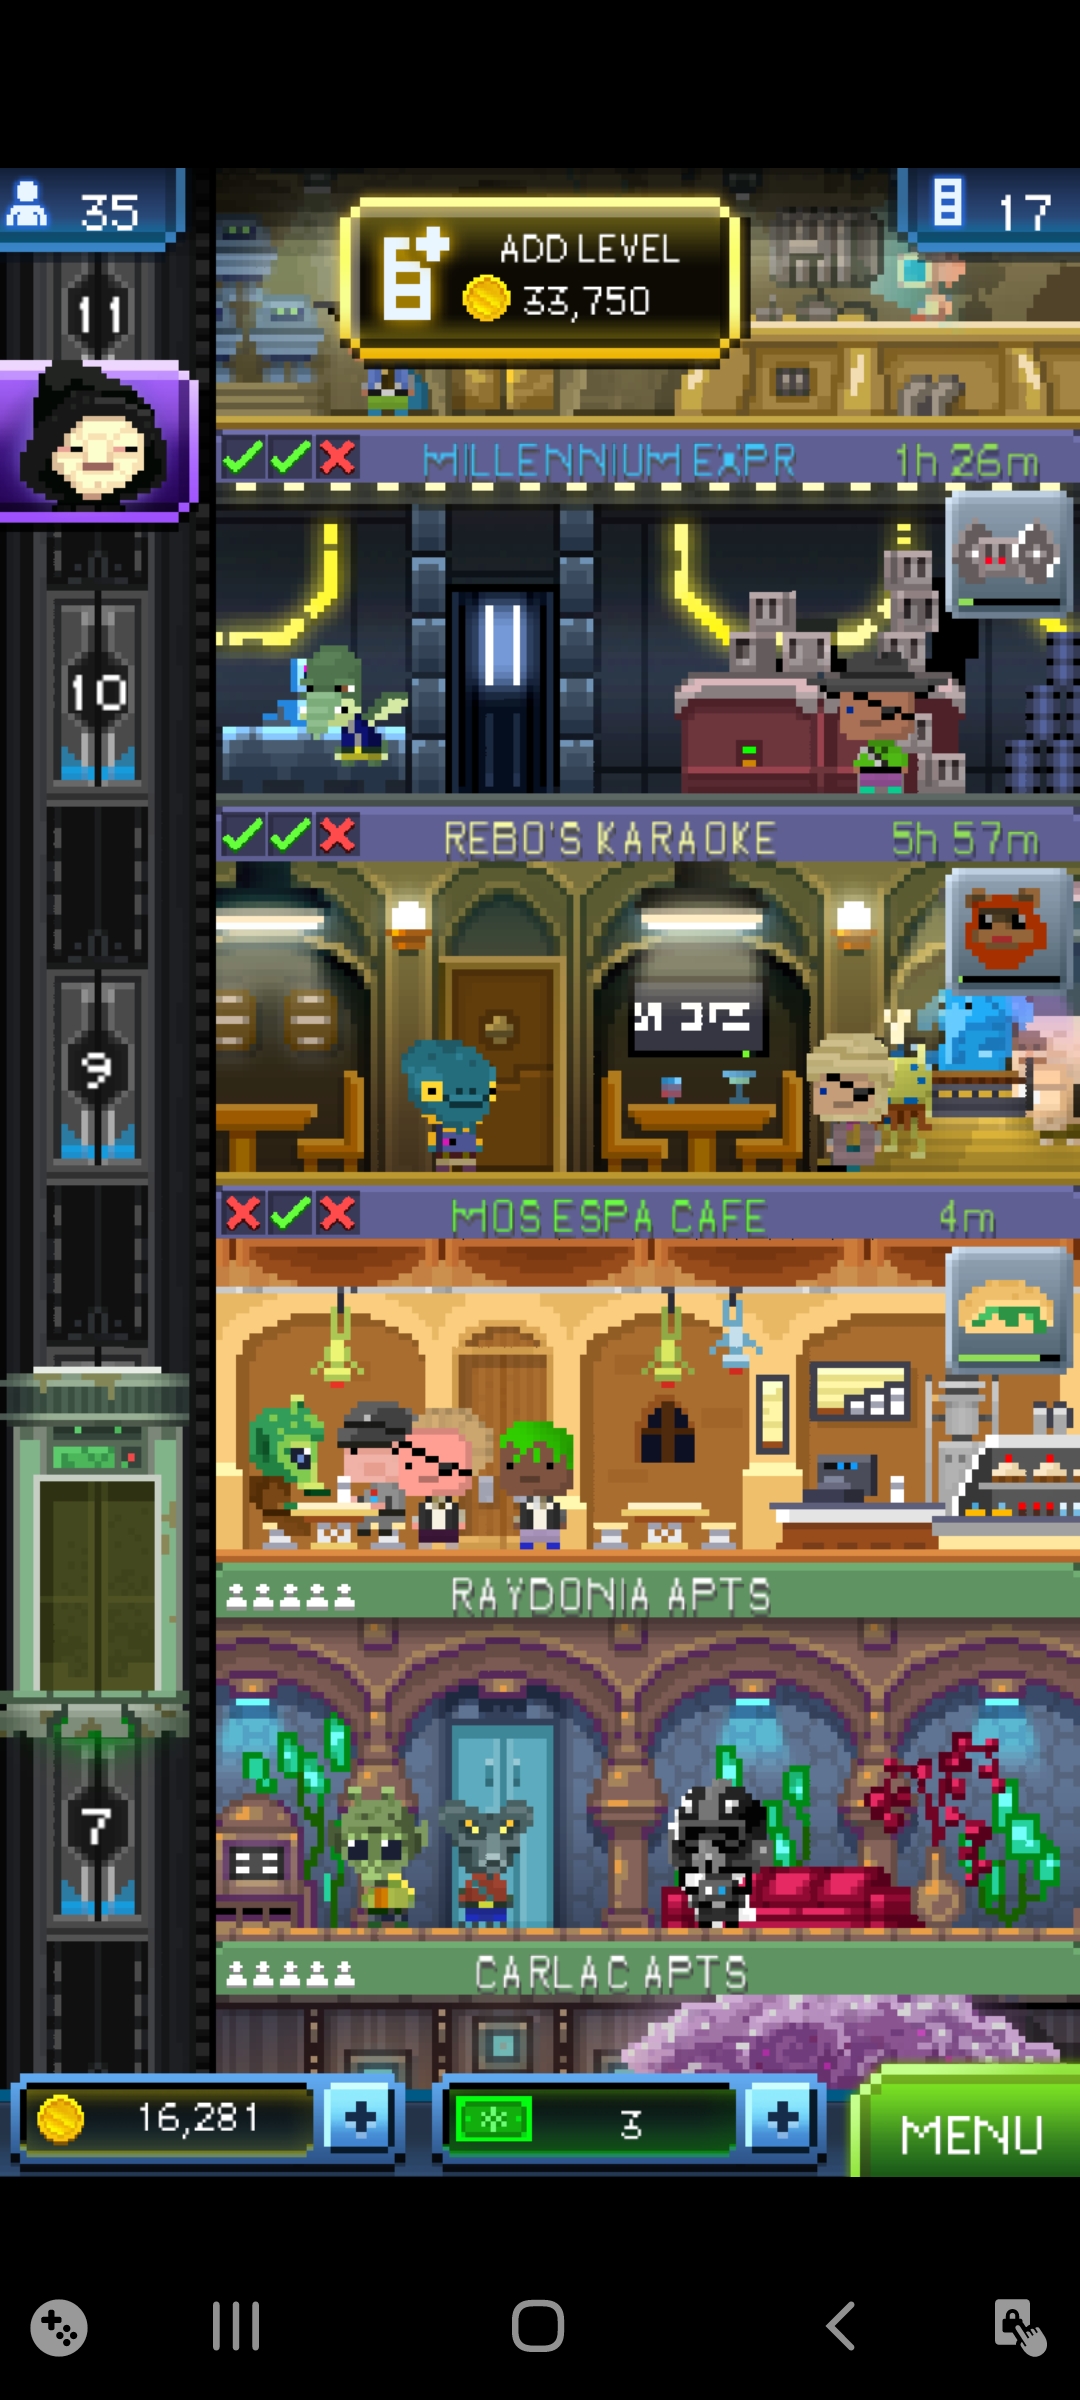 35
ADD LEVEL
33,750
17
11
MILLENNIUM EXPR
1h 26m
10
REBO'S KARAOKE
5h 57m
9
MOS ESPA CAFE
4m
RAYDONIA APTS
7
CARLAC APTS
16,281
3
MENU